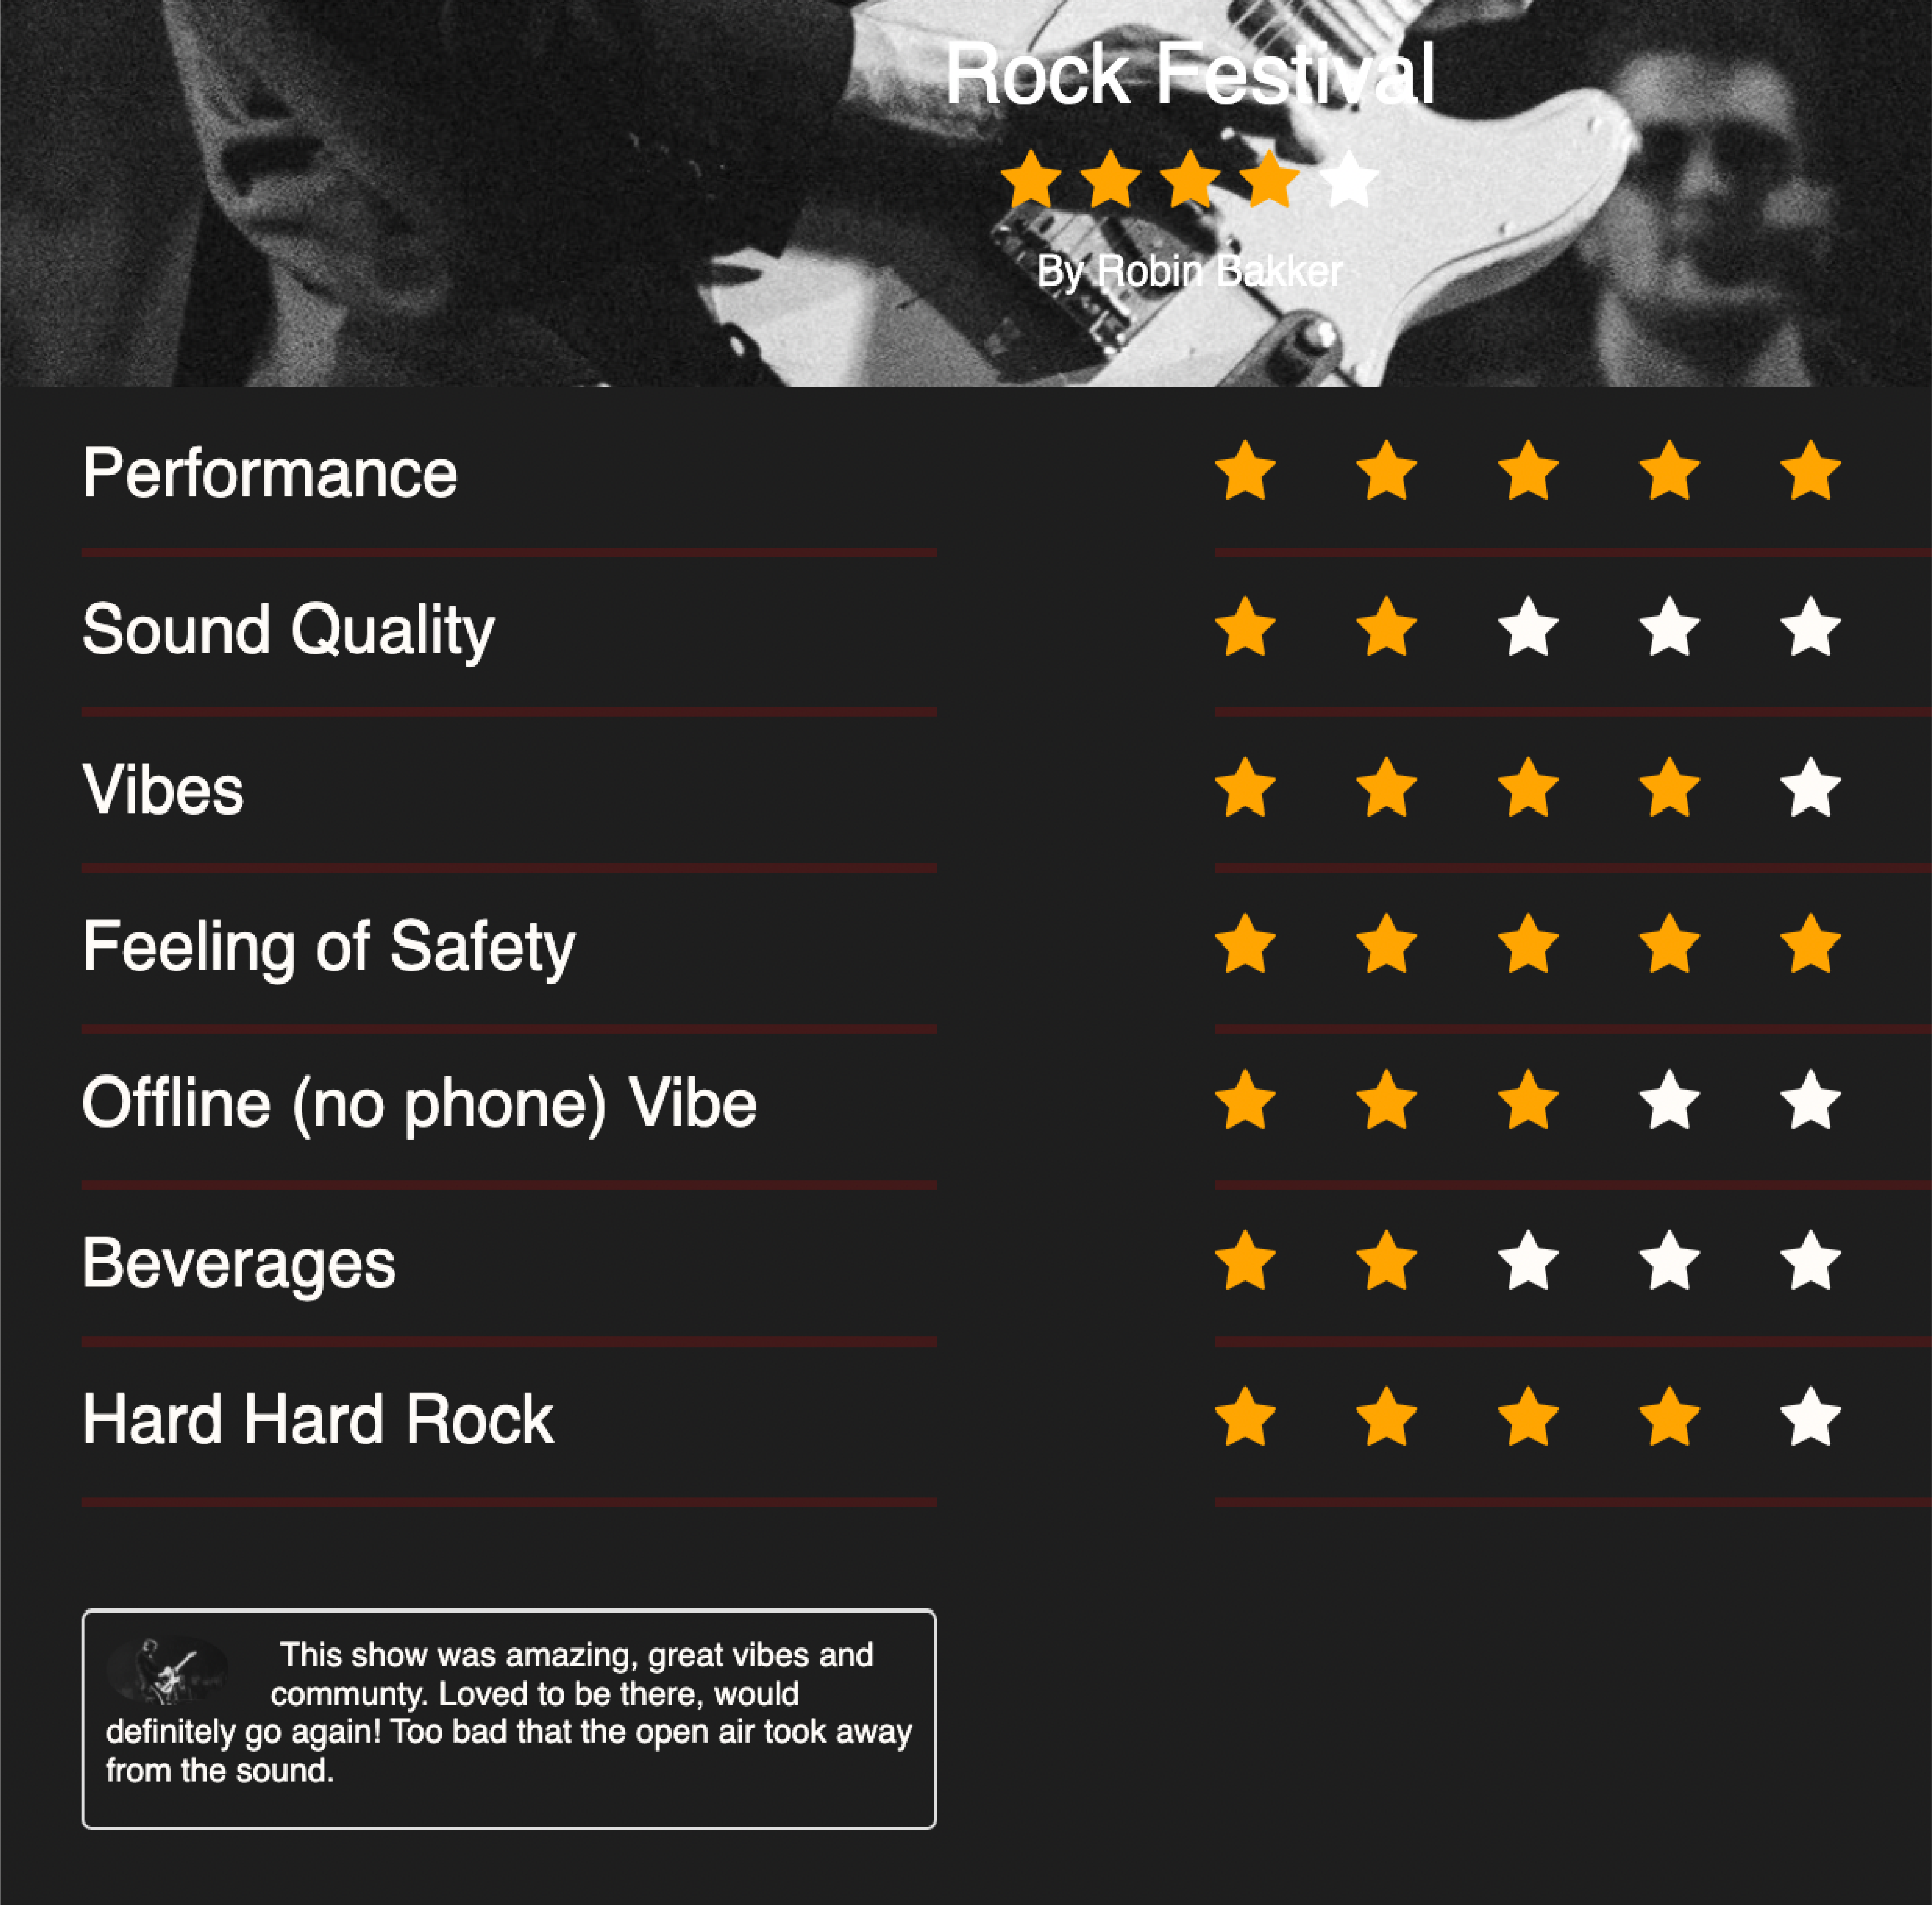 Rock Festival
By Robin Bakker
Performance
Sound Quality
Vibes
Feeling of Safety
Offline (no phone) Vibe
Beverages
Hard Hard Rock
This show was amazing, great vibes and
communty. Loved to be there, would
definitely go again! Too bad that the open air took away
from the sound.